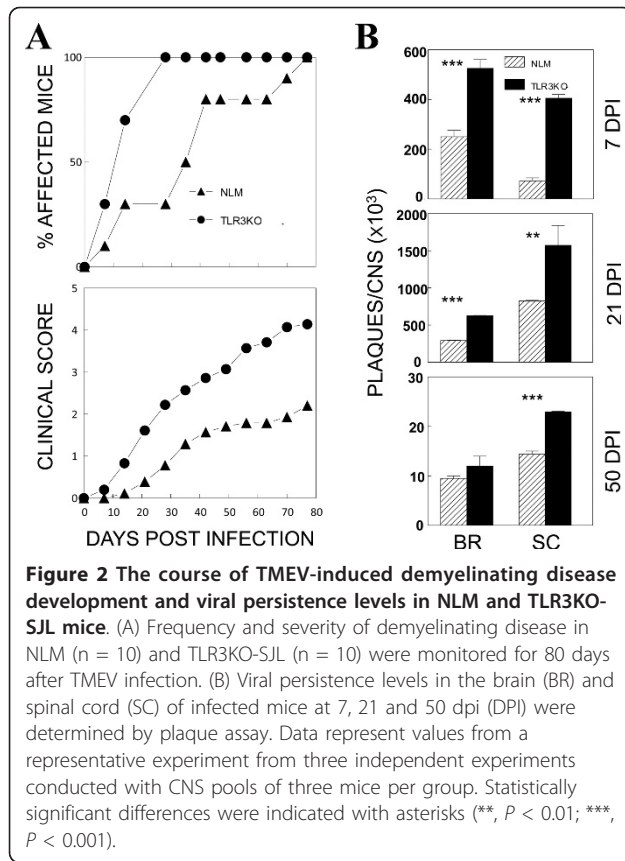 A
B
100
50
0
% AFFECTED MICE
NLM
TLR3KO
5
4
3
2
1
0
CLINICAL SCORE
0 10 20 30 40 50 60 70 80
DAYS POST INFECTION
600
400
200
0
***
***
NLM
TLR3KO
7 DPI
2000
1500
1000
500
0
***
**
21 DPI
30
20
10
0
***
50 DPI
PLAQUES/CNS (x10³)
BR SC
Figure 2 The course of TMEV-induced demyelinating disease
development and viral persistence levels in NLM and TLR3KO-
SJL mice. (A) Frequency and severity of demyelinating disease in
NLM (n = 10) and TLR3KO-SJL (n = 10) were monitored for 80 days
after TMEV infection. (B) Viral persistence levels in the brain (BR) and
spinal cord (SC) of infected mice at 7, 21 and 50 dpi (DPI) were
determined by plaque assay. Data represent values from a
representative experiment from three independent experiments
conducted with CNS pools of three mice per group. Statistically
significant differences were indicated with asterisks (**, P < 0.01; ***,
P < 0.001).